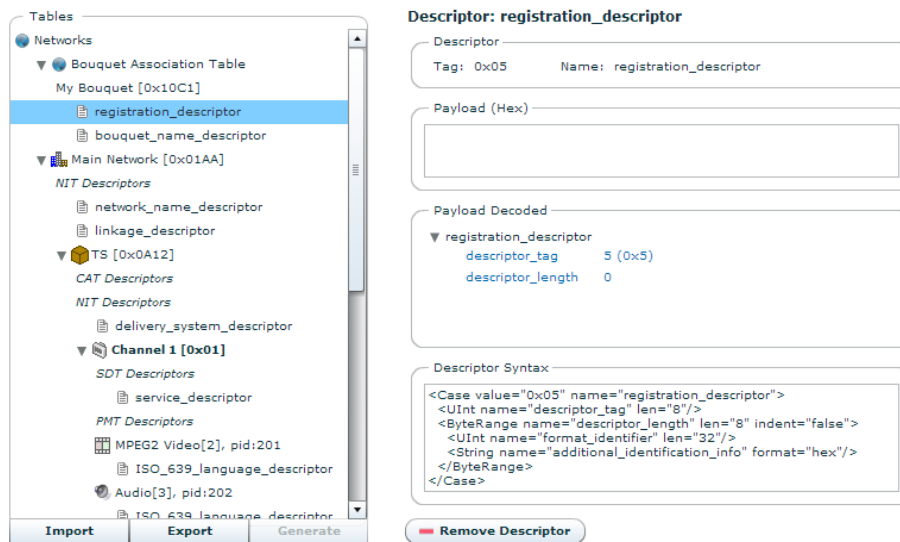 Tables
Networks
Bouquet Association Table
My Bouquet [0x10C1]
registration_descriptor
bouquet_name_descriptor
Main Network [0x01AA]
NIT Descriptors
network_name_descriptor
linkage_descriptor
TS [0x0A12]
CAT Descriptors
NIT Descriptors
delivery_system_descriptor
Channel 1 [0x01]
SDT Descriptors
service_descriptor
PMT Descriptors
MPEG2 Video[2], pid:201
ISO_639_language_descriptor
Audio[3], pid:202
ISO_639_language_descriptor
Import Export Generate
Descriptor: registration_descriptor
Descriptor
Tag: 0x05 Name: registration_descriptor
Payload (Hex)
Payload Decoded
registration_descriptor
descriptor_tag 5 (0x5)
descriptor_length 0
Descriptor Syntax
<Case value="0x05" name="registration_descriptor">
<UInt name="descriptor_tag" len="8"/>
<ByteRange name="descriptor_length" len="8" indent="false">
<UInt name="format_identifier" len="32"/>
<String name="additional_identification_info" format="hex"/>
</ByteRange>
</Case>
Remove Descriptor